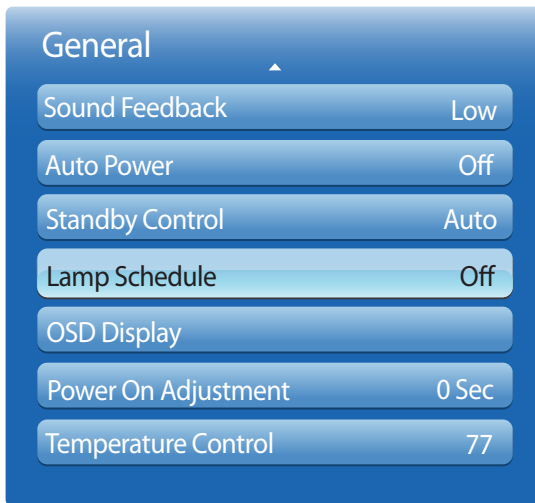 General
Sound Feedback Low
Auto Power Off
Standby Control Auto
Lamp Schedule Off
OSD Display
Power On Adjustment 0 Sec
Temperature Control 77